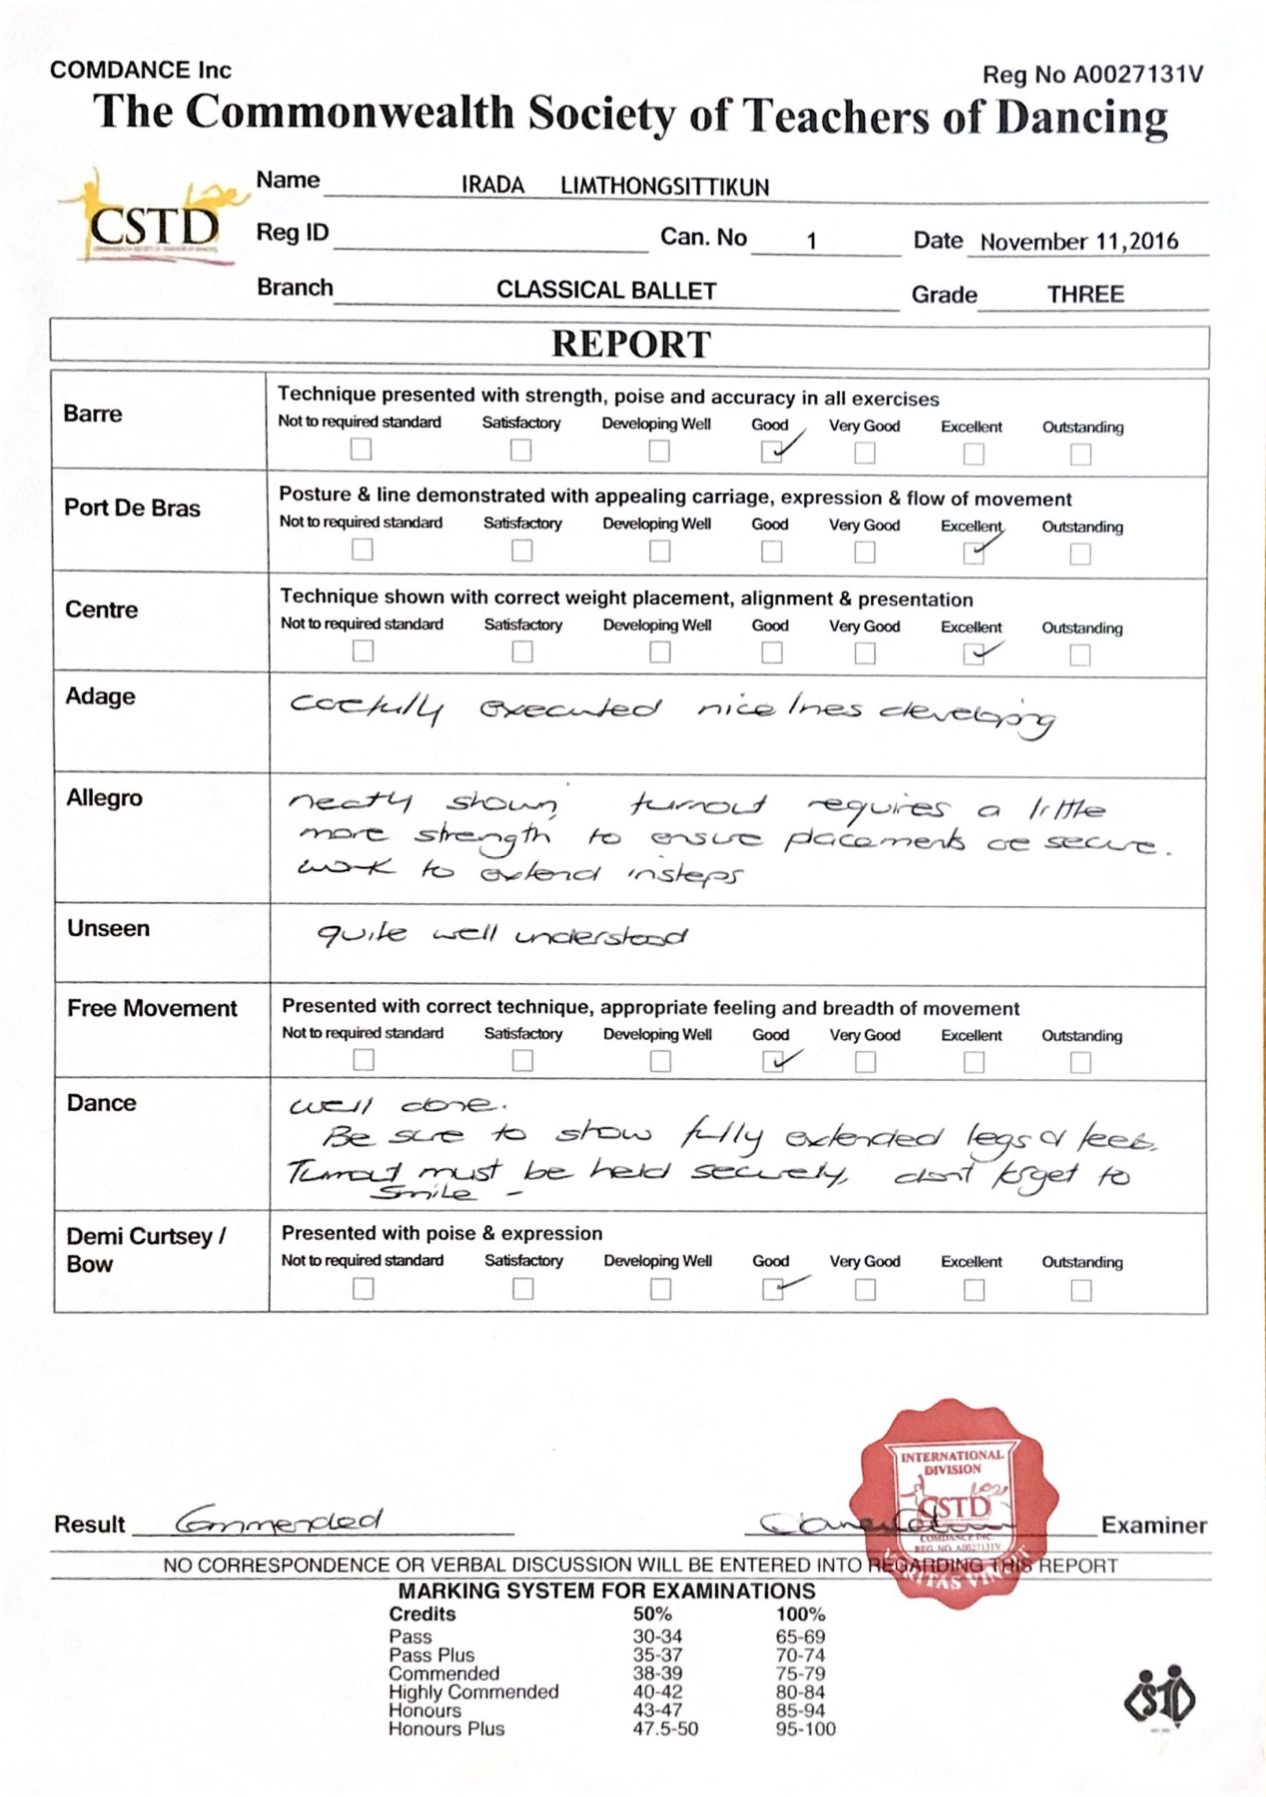 COMDANCE Inc
Reg No A0027131V
The Commonwealth Society of Teachers of Dancing
CSTD
Name IRADA LIMTHONGSITTIKUN
Reg ID Can. No 1 Date November 11,2016
Branch CLASSICAL BALLET Grade THREE
REPORT
Barre
Technique presented with strength, poise and accuracy in all exercises
Not to required standard Satisfactory Developing Well Good Very Good Excellent Outstanding
Port De Bras
Posture & line demonstrated with appealing carriage, expression & flow of movement
Not to required standard Satisfactory Developing Well Good Very Good Excellent Outstanding
Centre
Technique shown with correct weight placement, alignment & presentation
Not to required standard Satisfactory Developing Well Good Very Good Excellent Outstanding
Adage
executed nice lines developing
Allegro
neatly shown, turnout requires a little
more strength to ensure placements are secure.
work to extend insteps
Unseen
quite well understood
Free Movement
Presented with correct technique, appropriate feeling and breadth of movement
Not to required standard Satisfactory Developing Well Good Very Good Excellent Outstanding
Dance
well done.
Be sure to show fully extended legs & feet.
Turnout must be held securely, don't forget to
smile -
Demi Curtsey /
Bow
Presented with poise & expression
Not to required standard Satisfactory Developing Well Good Very Good Excellent Outstanding
INTERNATIONAL
DIVISION
CSTD
COMDANCE INC
REG. NO. A0027131V
Result Commended Examiner
NO CORRESPONDENCE OR VERBAL DISCUSSION WILL BE ENTERED INTO REGARDING THIS REPORT
MARKING SYSTEM FOR EXAMINATIONS
Credits 50% 100%
Pass 30-34 65-69
Pass Plus 35-37 70-74
Commended 38-39 75-79
Highly Commended 40-42 80-84
Honours 43-47 85-94
Honours Plus 47.5-50 95-100
CSTD